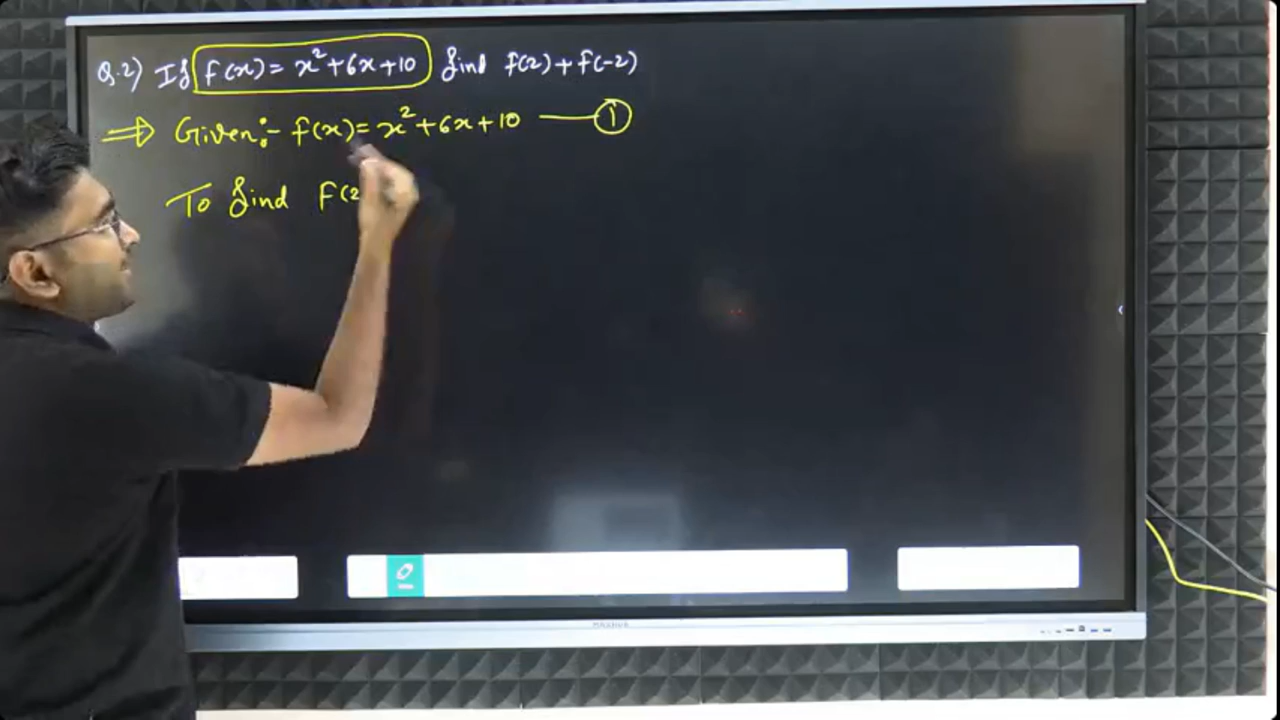 Q.2) If f(x) = x²+6x+10 find f(2)+f(-2)
⇒ Given:- f(x) = x²+6x+10 —— ①
To find F(2